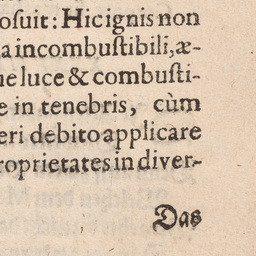 osuit: Hic ignis non
a incombustibili, æ-
ne luce & combusti-
e in tenebris, cùm
eri debito applicare
roprietates in diver-
Das